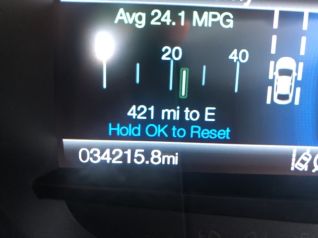 Avg 24.1 MPG
20 40
421 mi to E
Hold OK to Reset
034215.8mi